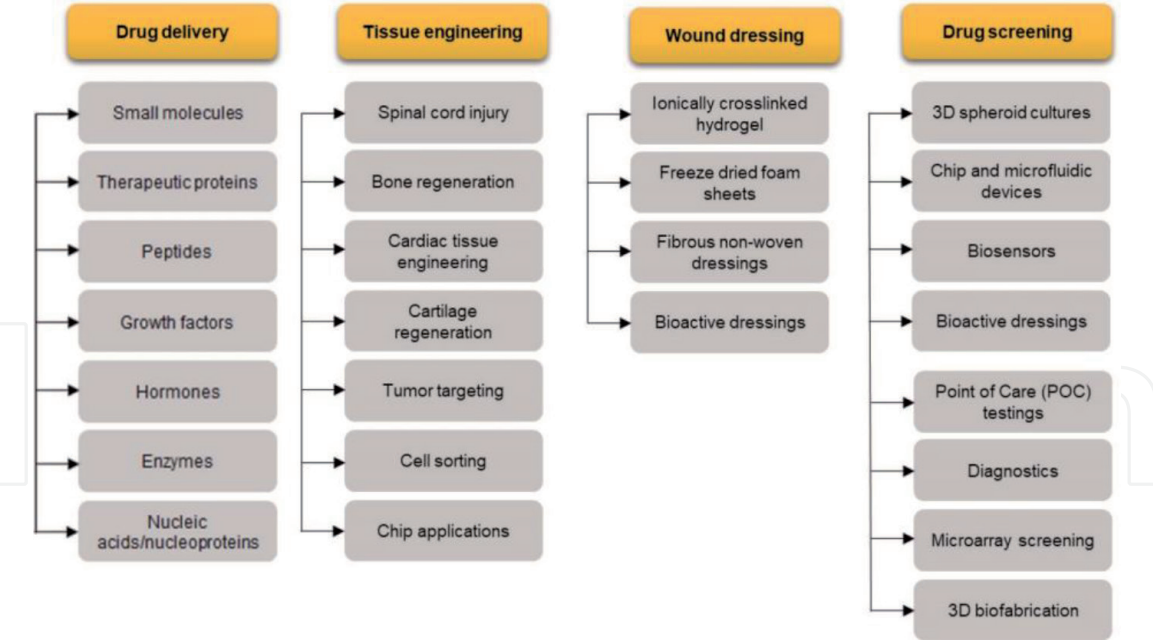 Drug delivery
Small molecules
Therapeutic proteins
Peptides
Growth factors
Hormones
Enzymes
Nucleic
acids/nucleoproteins
Tissue engineering
Spinal cord injury
Bone regeneration
Cardiac tissue
engineering
Cartilage
regeneration
Tumor targeting
Cell sorting
Chip applications
Wound dressing
Ionically crosslinked
hydrogel
Freeze dried foam
sheets
Fibrous non-woven
dressings
Bioactive dressings
Drug screening
3D spheroid cultures
Chip and microfluidic
devices
Biosensors
Bioactive dressings
Point of Care (POC)
testings
Diagnostics
Microarray screening
3D biofabrication